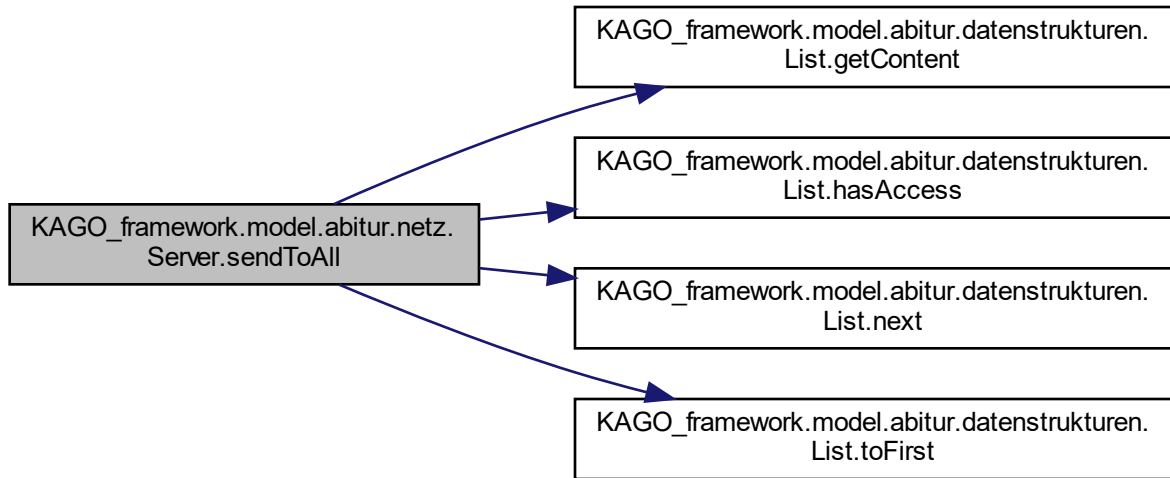 KAGO_framework.model.abitur.datenstrukturen.
List.getContent
KAGO_framework.model.abitur.datenstrukturen.
List.hasAccess
KAGO_framework.model.abitur.netz.
Server.sendToAll
KAGO_framework.model.abitur.datenstrukturen.
List.next
KAGO_framework.model.abitur.datenstrukturen.
List.toFirst